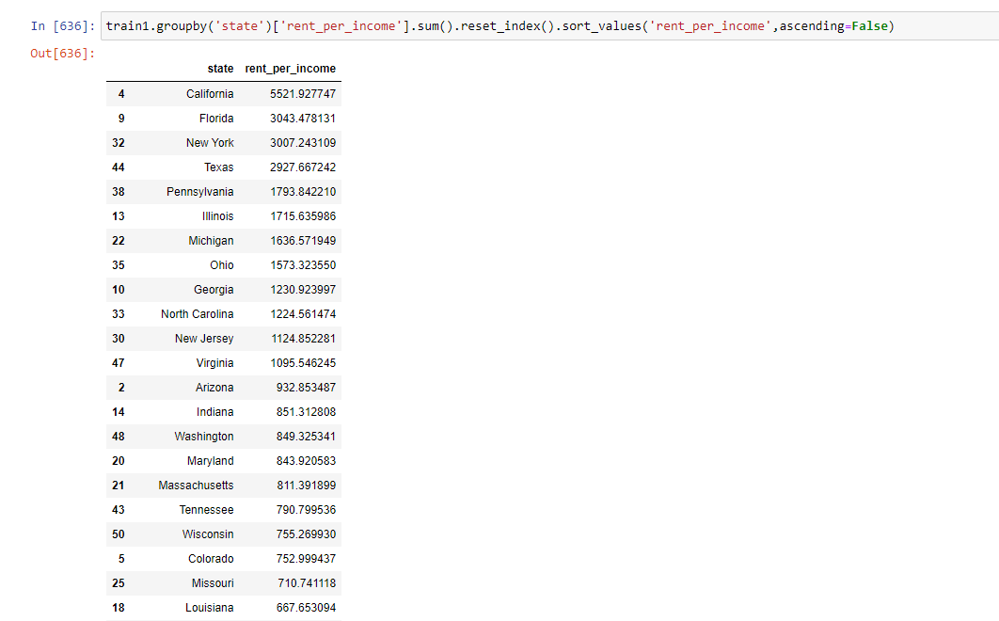 In [636]: train1.groupby('state')['rent_per_income'].sum().reset_index().sort_values('rent_per_income',ascending=False)
Out[636]:
state rent_per_income
4 California 5521.927747
9 Florida 3043.478131
32 New York 3007.243109
44 Texas 2927.667242
38 Pennsylvania 1793.842210
13 Illinois 1715.635986
22 Michigan 1636.571949
35 Ohio 1573.323550
10 Georgia 1230.923997
33 North Carolina 1224.561474
30 New Jersey 1124.852281
47 Virginia 1095.546245
2 Arizona 932.853487
14 Indiana 851.312808
48 Washington 849.325341
20 Maryland 843.920583
21 Massachusetts 811.391899
43 Tennessee 790.799536
50 Wisconsin 755.269930
5 Colorado 752.999437
25 Missouri 710.741118
18 Louisiana 667.653094